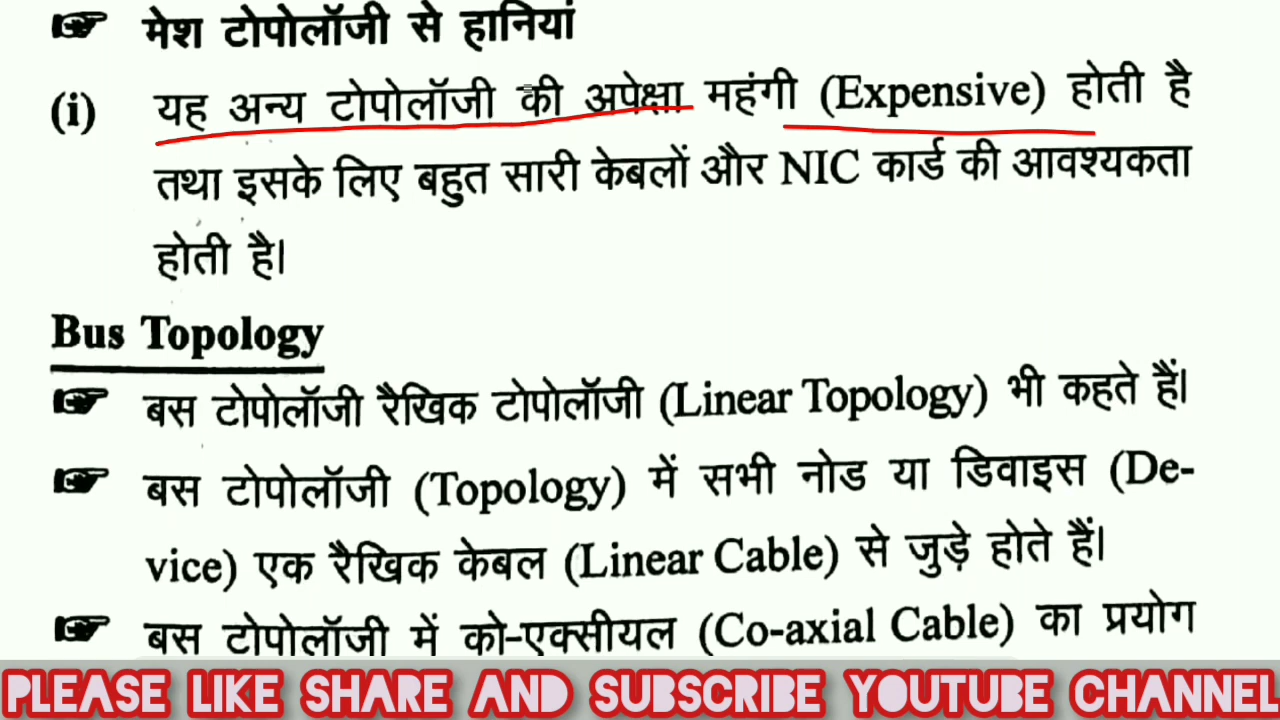 ☞ मेश टोपोलॉजी से हानियां
(i) यह अन्य टोपोलॉजी की अपेक्षा महंगी (Expensive) होती है
तथा इसके लिए बहुत सारी केबलों और NIC कार्ड की आवश्यकता
होती है।
Bus Topology
☞ बस टोपोलॉजी रैखिक टोपोलॉजी (Linear Topology) भी कहते हैं।
☞ बस टोपोलॉजी (Topology) में सभी नोड या डिवाइस (De-
vice) एक रैखिक केबल (Linear Cable) से जुड़े होते हैं।
☞ बस टोपोलॉजी में को-एक्सीयल (Co-axial Cable) का प्रयोग
PLEASE LIKE SHARE AND SUBSCRIBE YOUTUBE CHANNEL